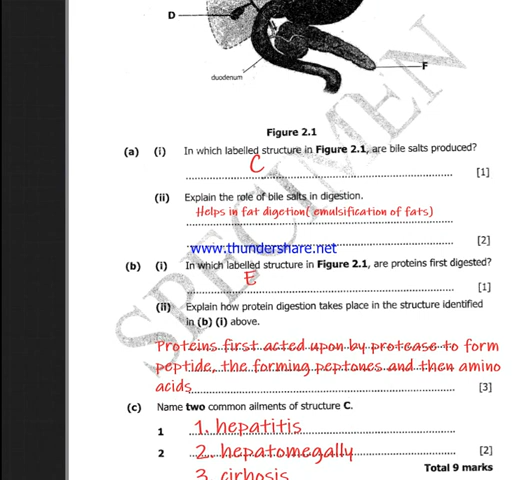 D
duodenum
F
Figure 2.1
(a) (i) In which labelled structure in Figure 2.1, are bile salts produced?
C
[1]
(ii) Explain the role of bile salts in digestion.
Helps in fat digetion( emulsification of fats)
www.thundershare.net
[2]
(b) (i) In which labelled structure in Figure 2.1, are proteins first digested?
E
[1]
(ii) Explain how protein digestion takes place in the structure identified
in (b) (i) above.
Proteins first acted upon by protease to form
peptide, the forming peptones and then amino
acids
[3]
(c) Name two common ailments of structure C.
1 1. hepatitis
2 2. hepatomegally
[2]
3. cirhosis
Total 9 marks
SPECIMEN